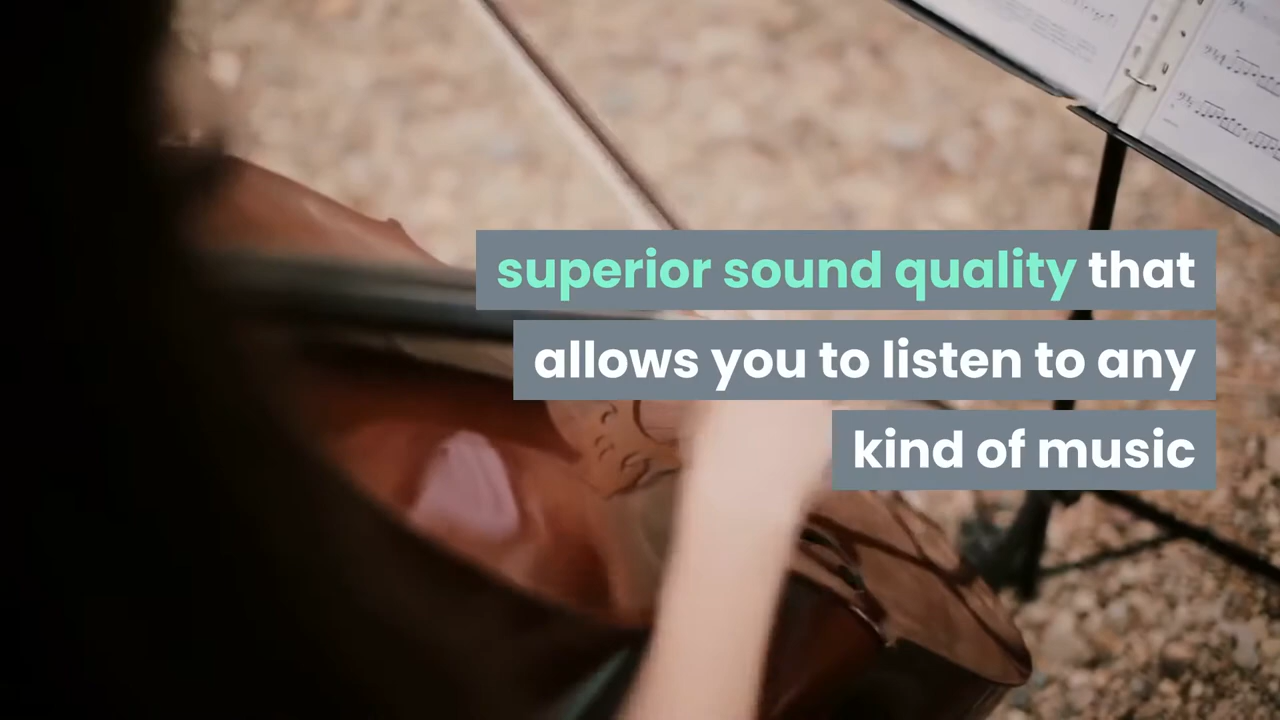 superior sound quality that
allows you to listen to any
kind of music